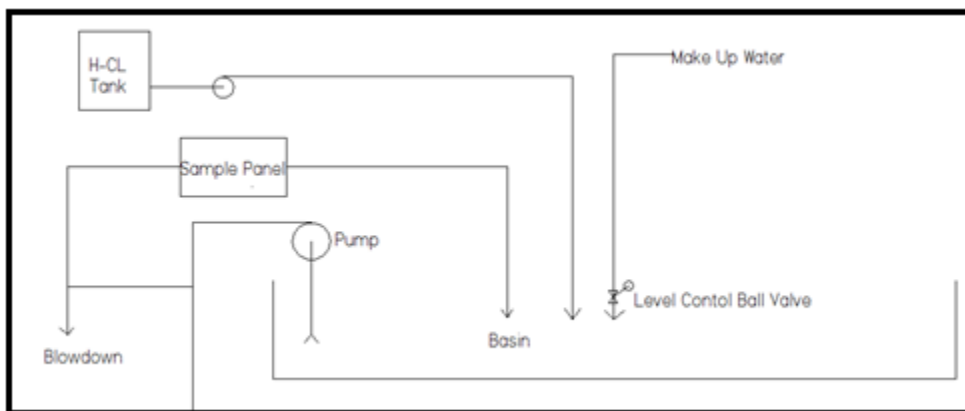 H-CL
Tank
Make Up Water
Sample Panel
Pump
Level Contol Ball Valve
Basin
Blowdown